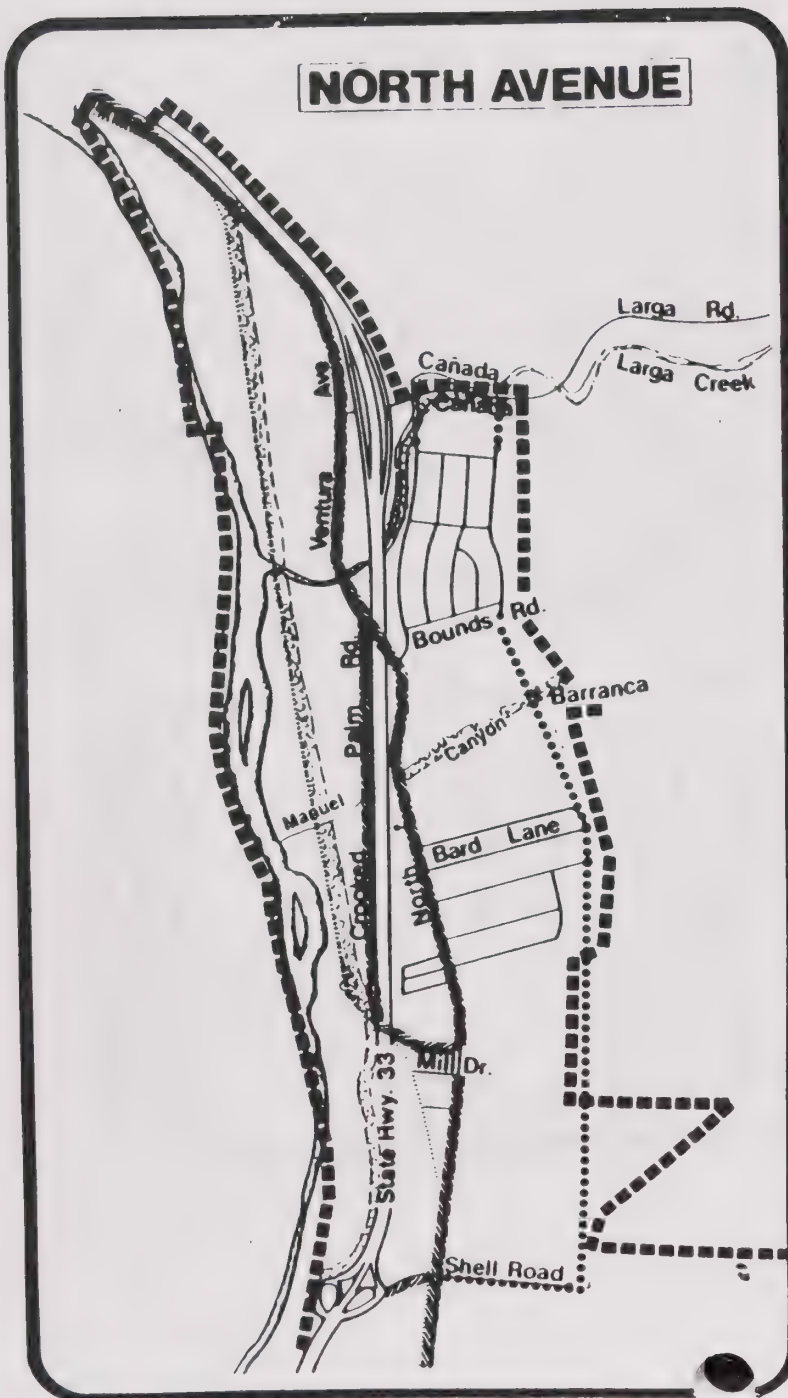 NORTH AVENUE
Larga Rd.
Cañada
Larga Creek
Cañada
Ventura Ave
Bounds Rd.
Crooked Palm Rd.
Barranca
Canyon
Manuel
Bard Lane
North
Mill Dr.
State Hwy. 33
Shell Road